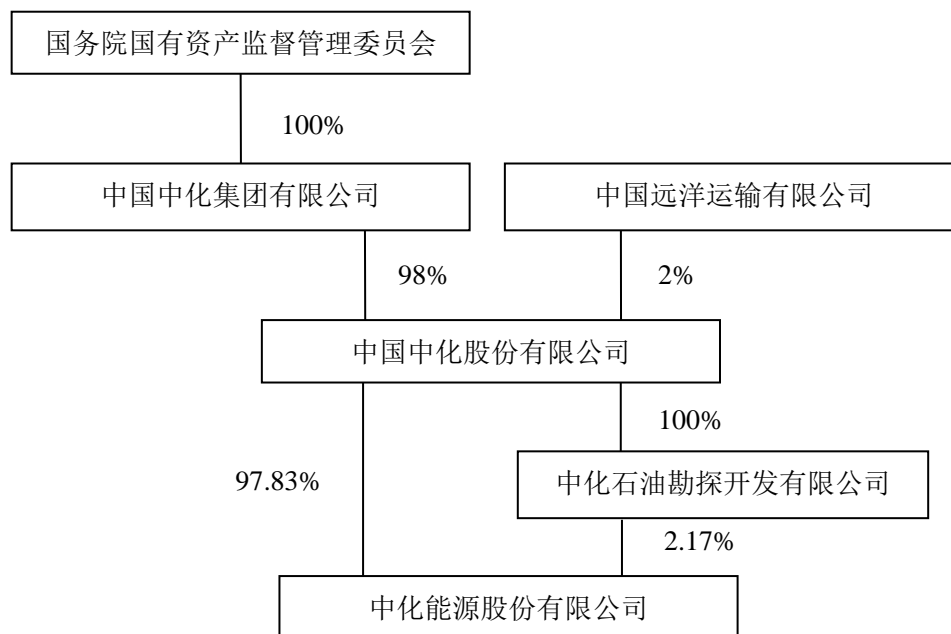 国务院国有资产监督管理委员会
100%
中国中化集团有限公司
中国远洋运输有限公司
98%
2%
中国中化股份有限公司
100%
97.83%
中化石油勘探开发有限公司
2.17%
中化能源股份有限公司